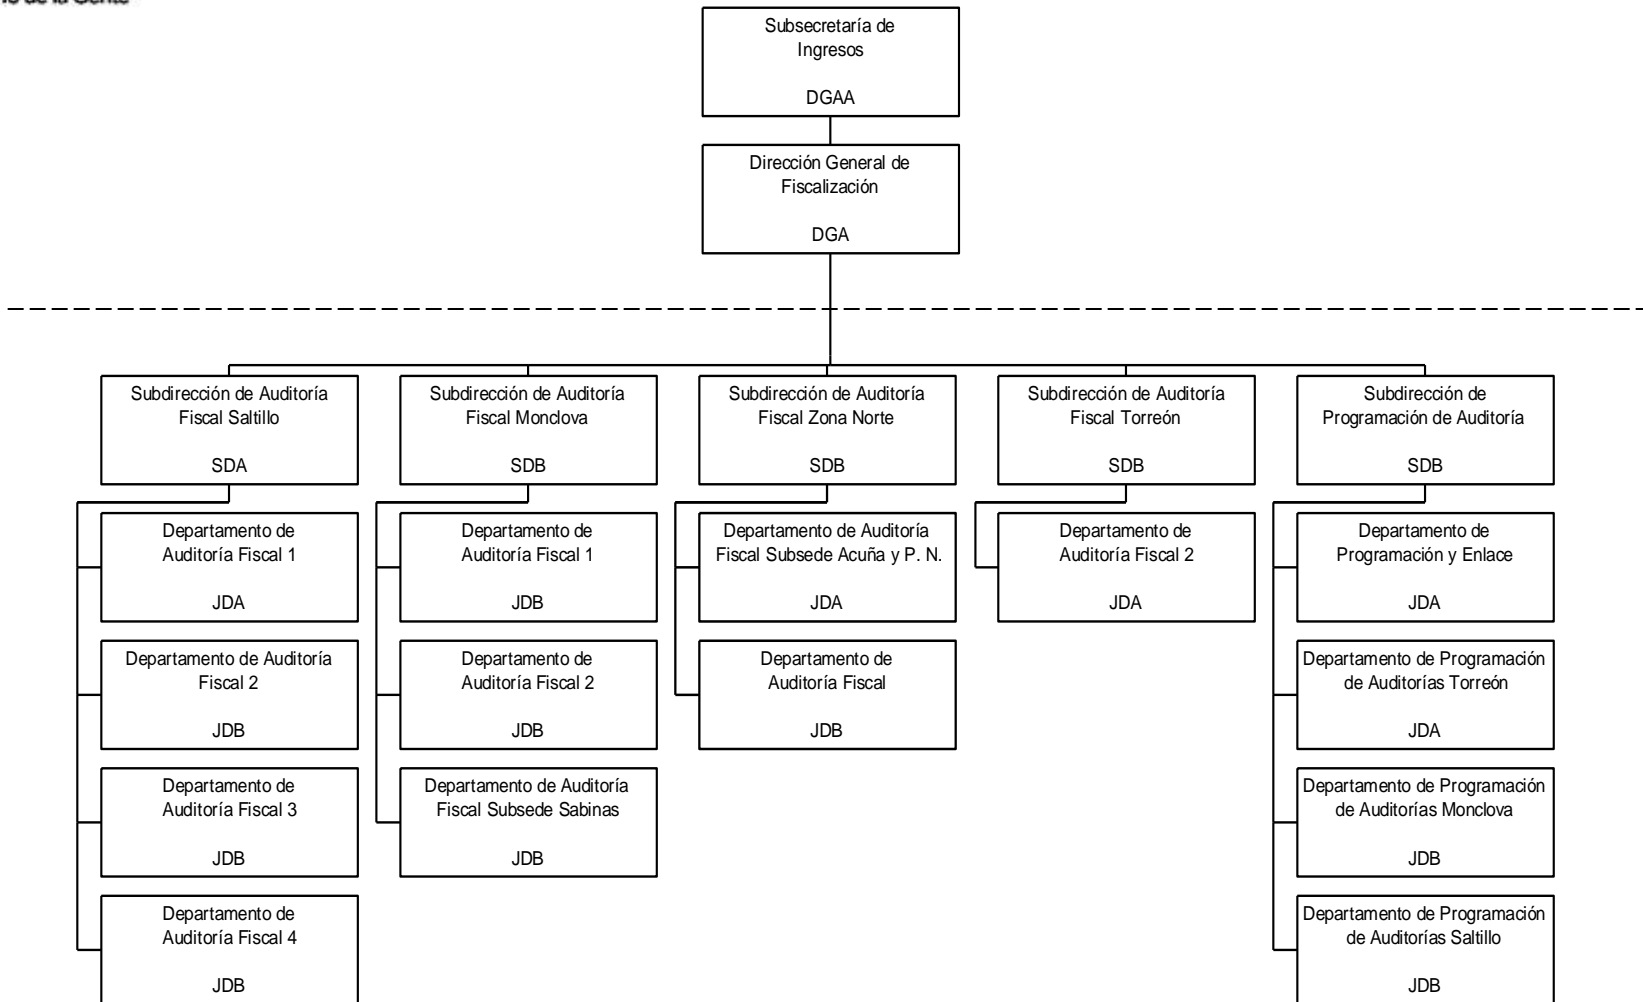 de la Gente
Subsecretaría de
Ingresos
DGAA
Dirección General de
Fiscalización
DGA
Subdirección de Auditoría
Fiscal Saltillo
SDA
Subdirección de Auditoría
Fiscal Monclova
SDB
Subdirección de Auditoría
Fiscal Zona Norte
SDB
Subdirección de Auditoría
Fiscal Torreón
SDB
Subdirección de
Programación de Auditoría
SDB
Departamento de
Auditoría Fiscal 1
JDA
Departamento de
Auditoría Fiscal 1
JDB
Departamento de Auditoría
Fiscal Subsede Acuña y P. N.
JDA
Departamento de
Auditoría Fiscal 2
JDA
Departamento de
Programación y Enlace
JDA
Departamento de Auditoría
Fiscal 2
JDB
Departamento de
Auditoría Fiscal 2
JDB
Departamento de
Auditoría Fiscal
JDB
Departamento de Programación
de Auditorías Torreón
JDA
Departamento de
Auditoría Fiscal 3
JDB
Departamento de Auditoría
Fiscal Subsede Sabinas
JDB
Departamento de Programación
de Auditorías Monclova
JDB
Departamento de
Auditoría Fiscal 4
JDB
Departamento de Programación
de Auditorías Saltillo
JDB